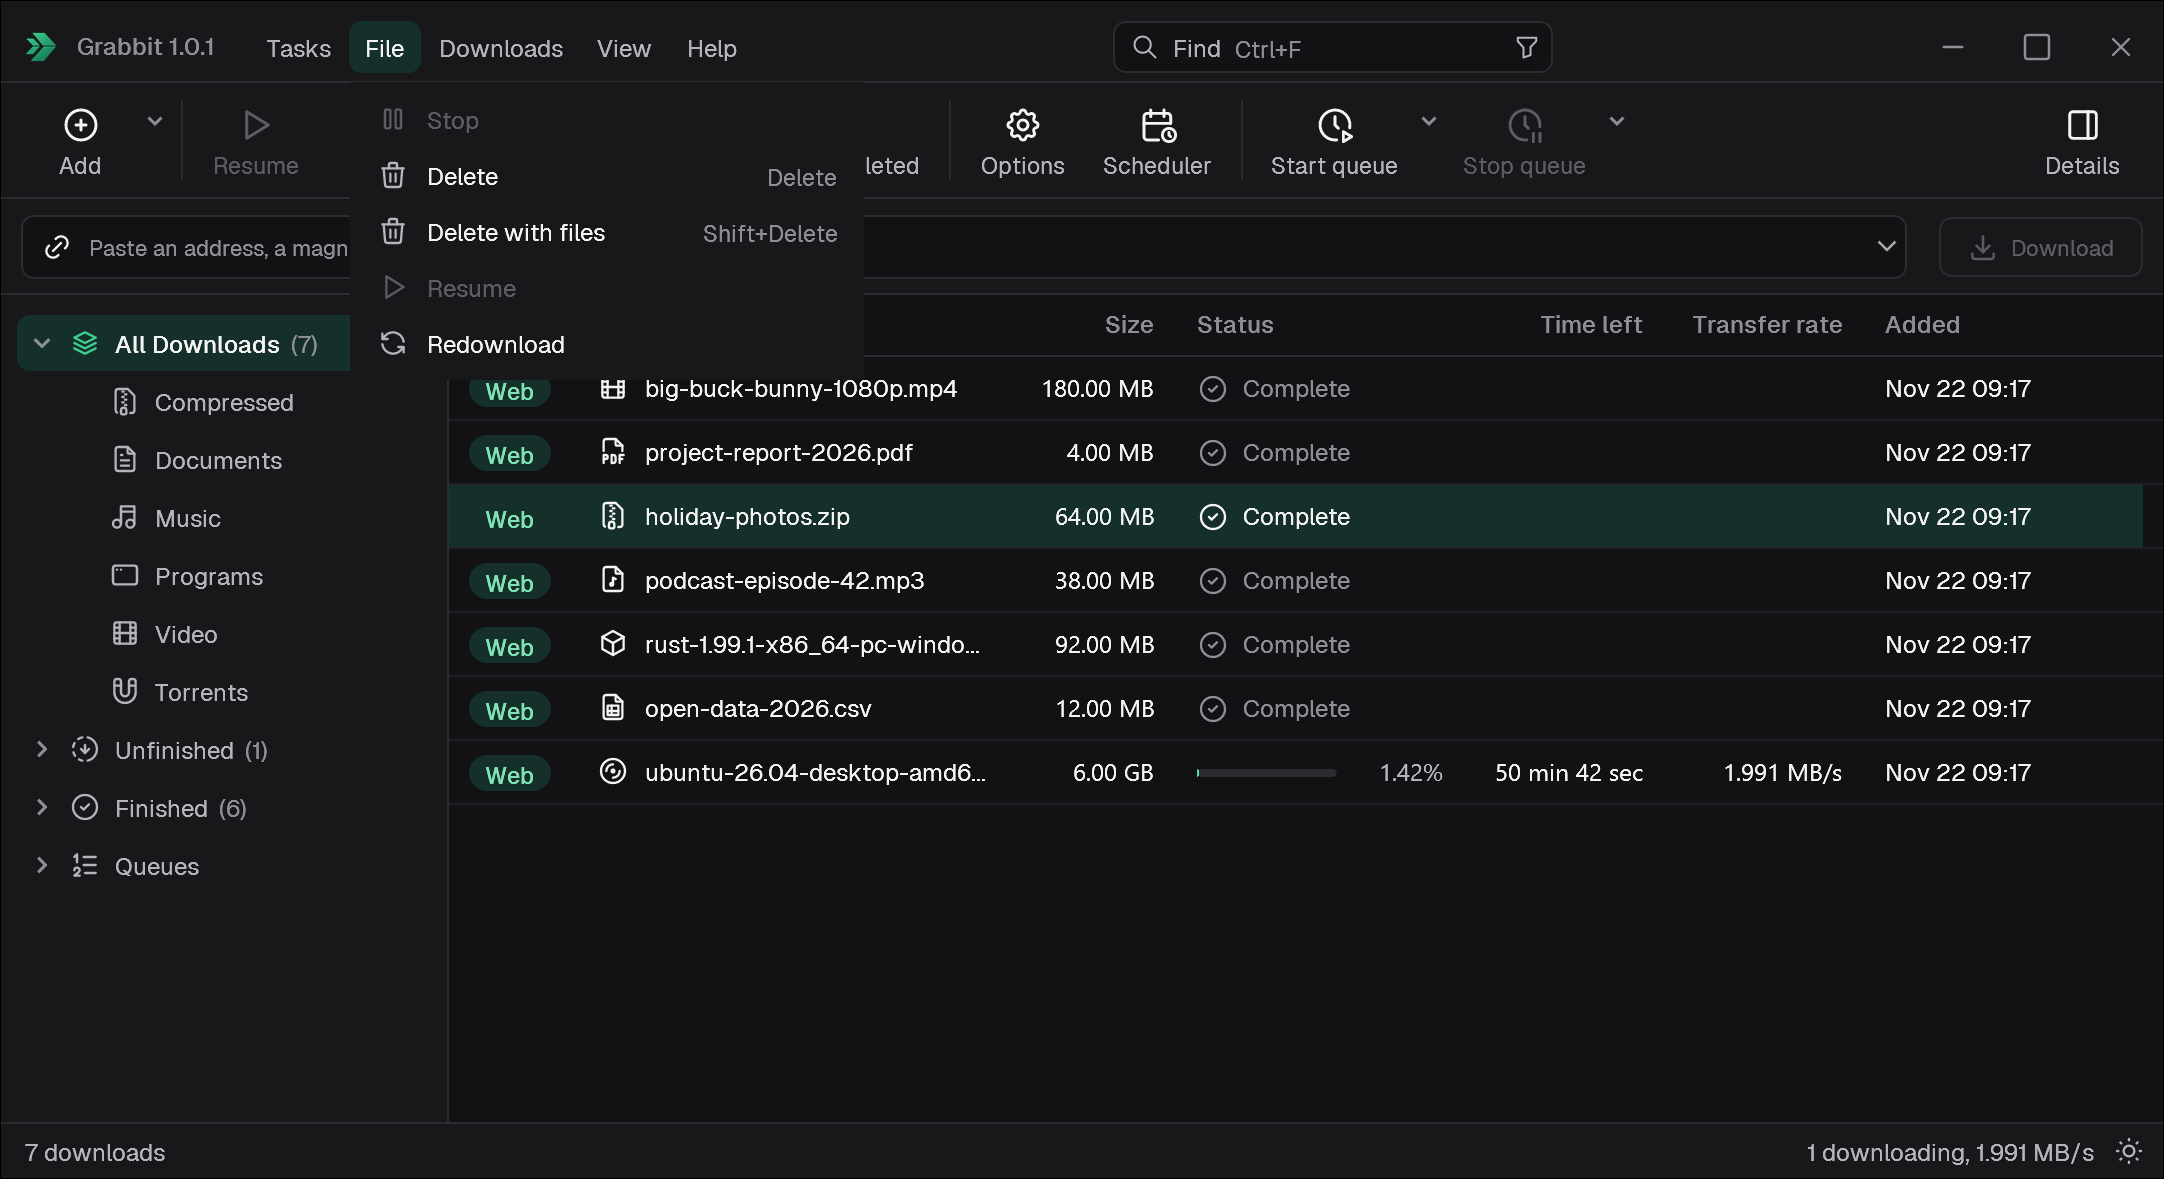 Grabbit 1.0.1 Tasks File Downloads View Help Find Ctrl+F
Add Resume leted Options Scheduler Start queue Stop queue Details
Stop
Delete Delete
Delete with files Shift+Delete
Resume
Redownload
Paste an address, a magn Download
Size Status Time left Transfer rate Added
All Downloads (7)
Compressed
Documents
Music
Programs
Video
Torrents
Unfinished (1)
Finished (6)
Queues
Web big-buck-bunny-1080p.mp4 180.00 MB Complete Nov 22 09:17
Web PDF project-report-2026.pdf 4.00 MB Complete Nov 22 09:17
Web holiday-photos.zip 64.00 MB Complete Nov 22 09:17
Web podcast-episode-42.mp3 38.00 MB Complete Nov 22 09:17
Web rust-1.99.1-x86_64-pc-windo... 92.00 MB Complete Nov 22 09:17
Web open-data-2026.csv 12.00 MB Complete Nov 22 09:17
Web ubuntu-26.04-desktop-amd6... 6.00 GB 1.42% 50 min 42 sec 1.991 MB/s Nov 22 09:17
7 downloads 1 downloading, 1.991 MB/s